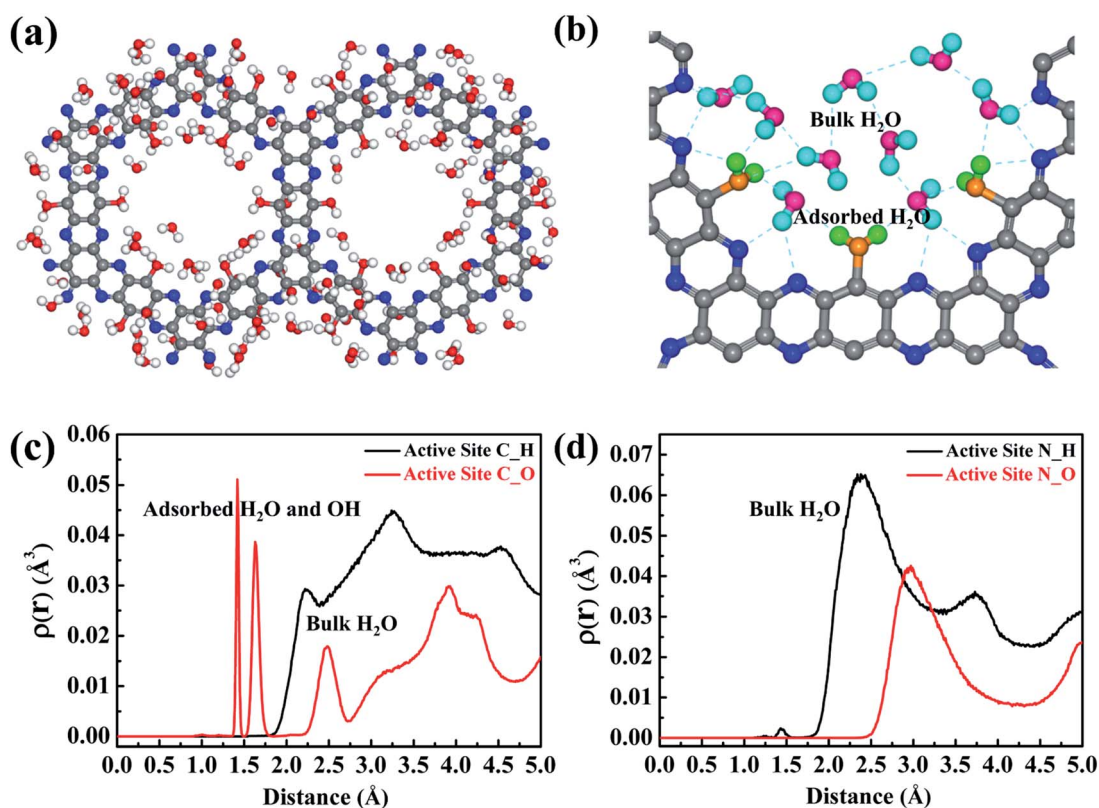 (a)
(b)
Bulk H₂O
Adsorbed H₂O
(c)
0.06
0.05
0.04
0.03
0.02
0.01
0.00
ρ(r) (Å³)
Active Site C_H
Active Site C_O
Adsorbed H₂O and OH
Bulk H₂O
0.0 0.5 1.0 1.5 2.0 2.5 3.0 3.5 4.0 4.5 5.0
Distance (Å)
(d)
0.07
0.06
0.05
0.04
0.03
0.02
0.01
0.00
ρ(r) (Å³)
Active Site N_H
Active Site N_O
Bulk H₂O
0.0 0.5 1.0 1.5 2.0 2.5 3.0 3.5 4.0 4.5 5.0
Distance (Å)